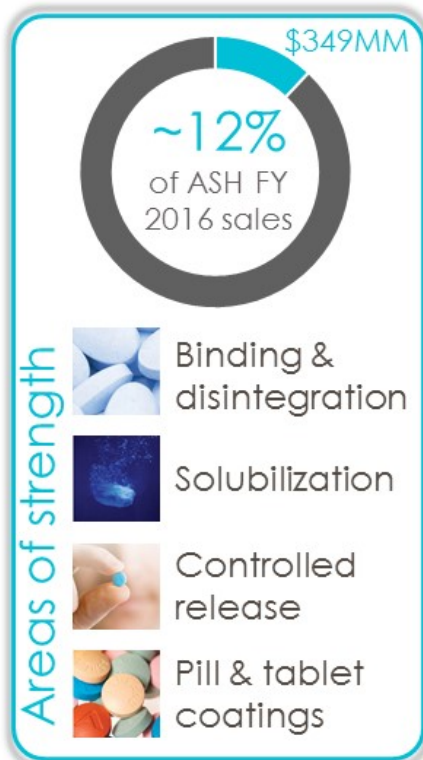 $349MM
~12%
of ASH FY
2016 sales
Areas of strength
Binding &
disintegration
Solubilization
Controlled
release
Pill & tablet
coatings